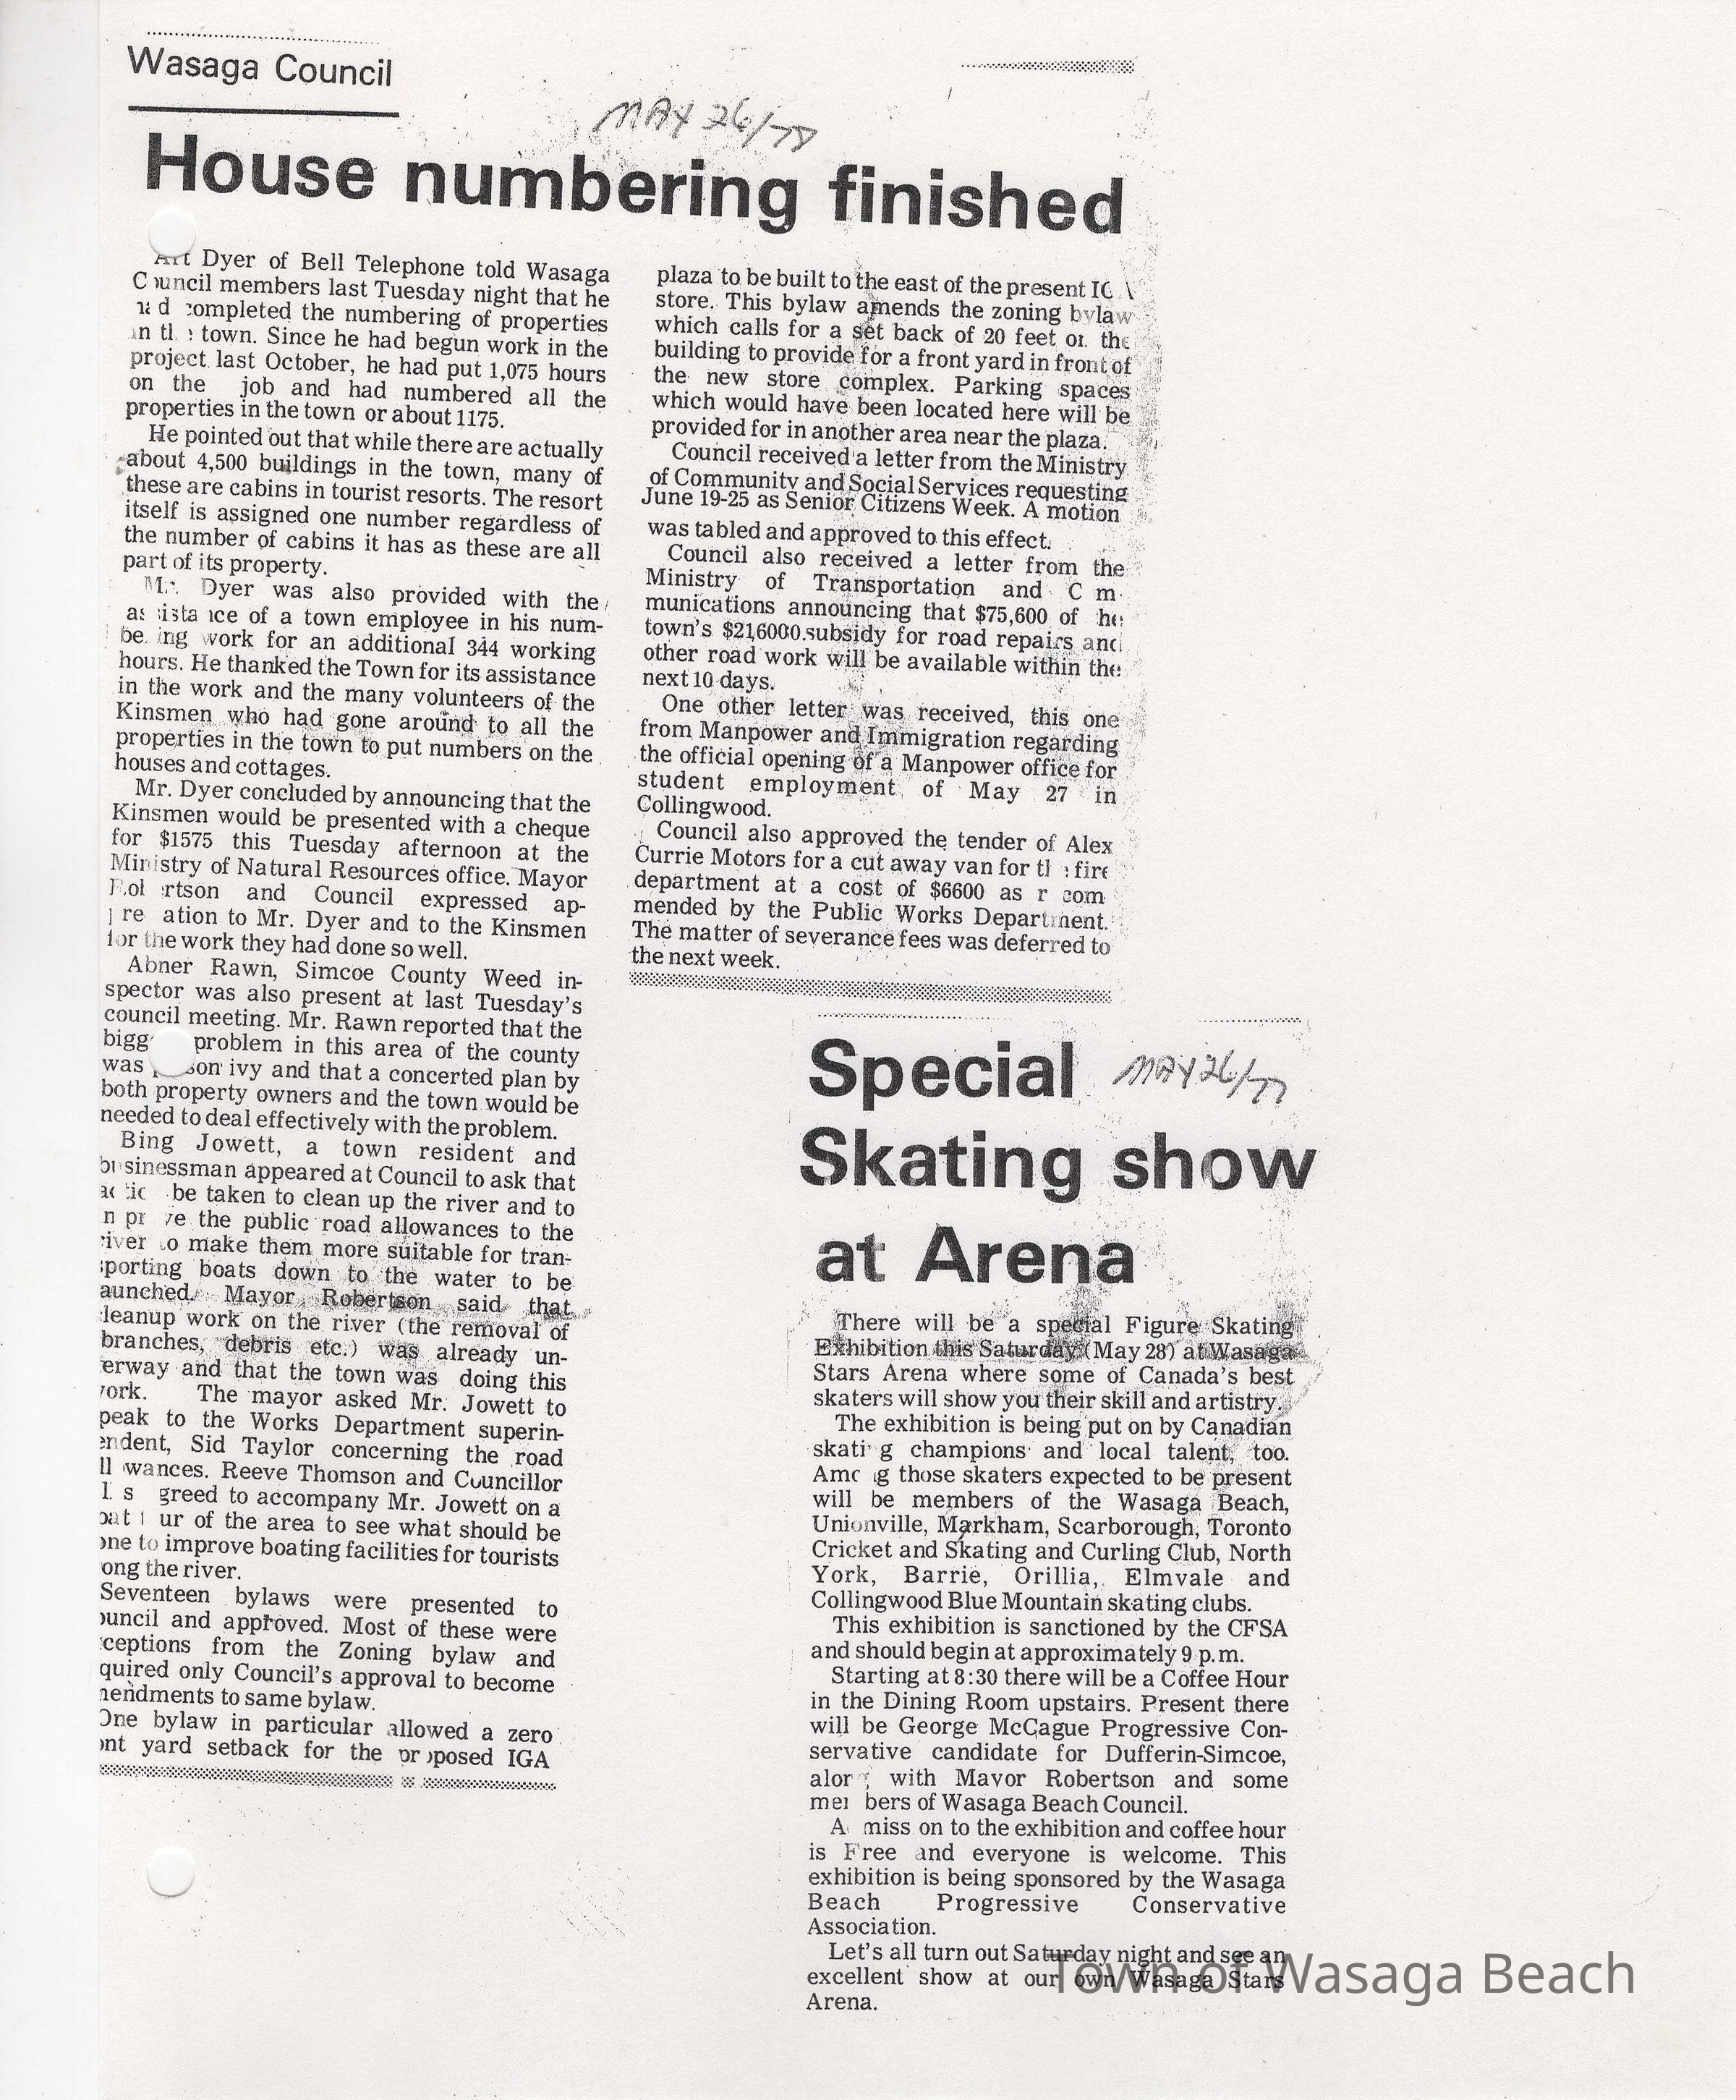 Wasaga Council
MAY 26/77
House numbering finished
Art Dyer of Bell Telephone told Wasaga
Council members last Tuesday night that he
had completed the numbering of properties
in the town. Since he had begun work in the
project last October, he had put 1,075 hours
on the job and had numbered all the
properties in the town or about 1175.
He pointed out that while there are actually
about 4,500 buildings in the town, many of
these are cabins in tourist resorts. The resort
itself is assigned one number regardless of
the number of cabins it has as these are all
part of its property.
Mr. Dyer was also provided with the
assistance of a town employee in his num-
bering work for an additional 344 working
hours. He thanked the Town for its assistance
in the work and the many volunteers of the
Kinsmen who had gone around to all the
properties in the town to put numbers on the
houses and cottages.
Mr. Dyer concluded by announcing that the
Kinsmen would be presented with a cheque
for $1575 this Tuesday afternoon at the
Ministry of Natural Resources office. Mayor
Robertson and Council expressed ap-
preciation to Mr. Dyer and to the Kinsmen
for the work they had done so well.
Abner Rawn, Simcoe County Weed in-
spector was also present at last Tuesday's
council meeting. Mr. Rawn reported that the
biggest problem in this area of the county
was poison ivy and that a concerted plan by
both property owners and the town would be
needed to deal effectively with the problem.
Bing Jowett, a town resident and
businessman appeared at Council to ask that
action be taken to clean up the river and to
improve the public road allowances to the
river to make them more suitable for tran-
sporting boats down to the water to be
launched. Mayor Robertson said that
cleanup work on the river (the removal of
branches, debris etc.) was already un-
derway and that the town was doing this
work. The mayor asked Mr. Jowett to
speak to the Works Department superin-
tendent, Sid Taylor concerning the road
allowances. Reeve Thomson and Councillor
agreed to accompany Mr. Jowett on a
boat tour of the area to see what should be
done to improve boating facilities for tourists
along the river.
Seventeen bylaws were presented to
Council and approved. Most of these were
exceptions from the Zoning bylaw and
required only Council's approval to become
amendments to same bylaw.
One bylaw in particular allowed a zero
front yard setback for the proposed IGA
plaza to be built to the east of the present IGA
store. This bylaw amends the zoning bylaw
which calls for a set back of 20 feet on the
building to provide for a front yard in front of
the new store complex. Parking spaces
which would have been located here will be
provided for in another area near the plaza.
Council received a letter from the Ministry
of Community and Social Services requesting
June 19-25 as Senior Citizens Week. A motion
was tabled and approved to this effect.
Council also received a letter from the
Ministry of Transportation and Com-
munications announcing that $75,600 of the
town's $216000.subsidy for road repairs and
other road work will be available within the
next 10 days.
One other letter was received, this one
from Manpower and Immigration regarding
the official opening of a Manpower office for
student employment of May 27 in
Collingwood.
Council also approved the tender of Alex
Currie Motors for a cut away van for the fire
department at a cost of $6600 as recom-
mended by the Public Works Department.
The matter of severance fees was deferred to
the next week.
Special
MAY 26/77
Skating show
at Arena
There will be a special Figure Skating
Exhibition this Saturday (May 28) at Wasaga
Stars Arena where some of Canada's best
skaters will show you their skill and artistry.
The exhibition is being put on by Canadian
skating champions and local talent, too.
Among those skaters expected to be present
will be members of the Wasaga Beach,
Unionville, Markham, Scarborough, Toronto
Cricket and Skating and Curling Club, North
York, Barrie, Orillia, Elmvale and
Collingwood Blue Mountain skating clubs.
This exhibition is sanctioned by the CFSA
and should begin at approximately 9 p.m.
Starting at 8:30 there will be a Coffee Hour
in the Dining Room upstairs. Present there
will be George McCague Progressive Con-
servative candidate for Dufferin-Simcoe,
along with Mayor Robertson and some
members of Wasaga Beach Council.
Admission to the exhibition and coffee hour
is Free and everyone is welcome. This
exhibition is being sponsored by the Wasaga
Beach Progressive Conservative
Association.
Let's all turn out Saturday night and see an
excellent show at our own Wasaga Stars
Arena.
Town of Wasaga Beach